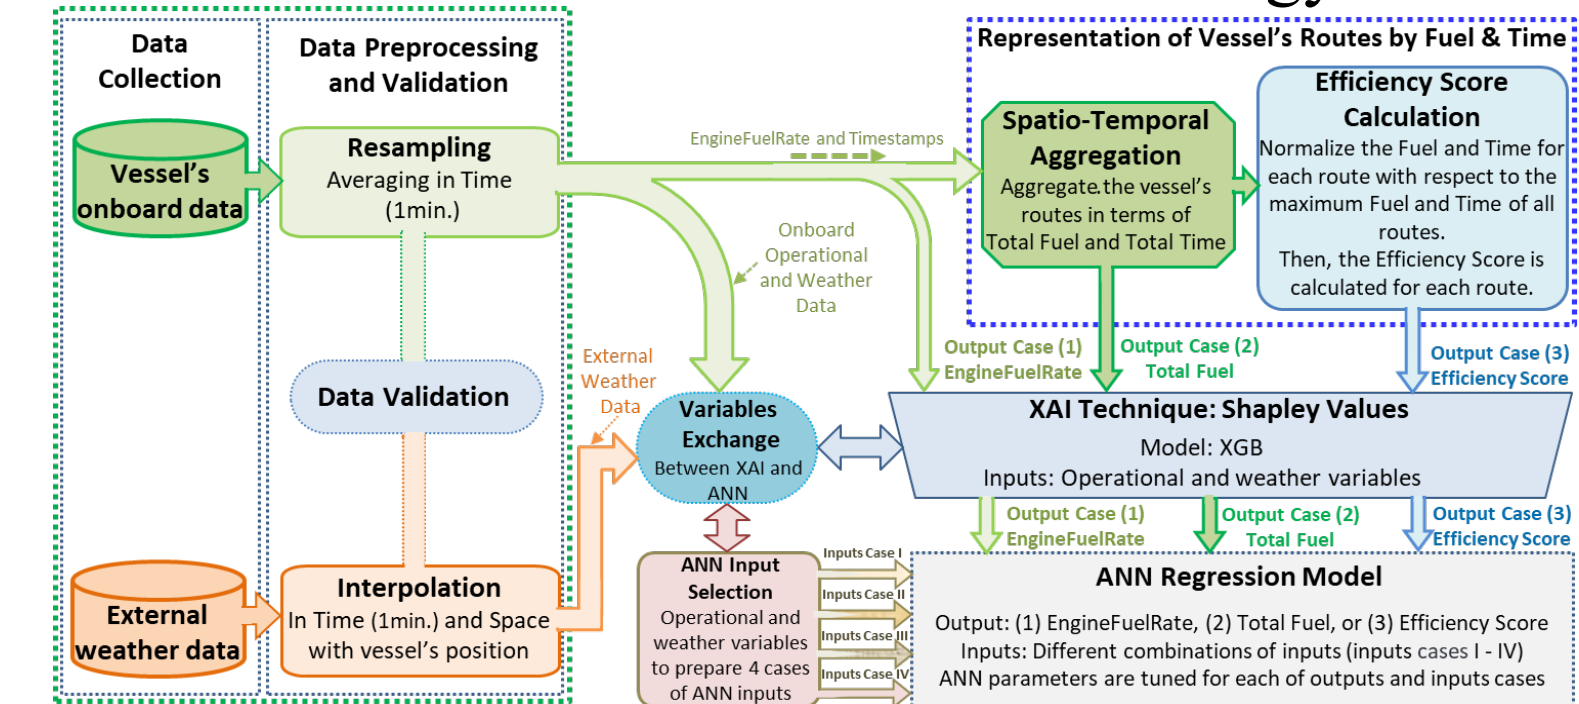 Data
Collection
Vessel's
onboard data
External
weather data
Data Preprocessing
and Validation
Resampling
Averaging in Time
(1min.)
Data Validation
Interpolation
In Time (1min.) and Space
with vessel's position
EngineFuelRate and Timestamps
Onboard
Operational
and Weather
Data
External
Weather
Data
Variables
Exchange
Between XAI and
ANN
ANN Input
Selection
Operational and
weather variables
to prepare 4 cases
of ANN inputs
Inputs Case I
Inputs Case II
Inputs Case III
Inputs Case IV
Representation of Vessel's Routes by Fuel & Time
Spatio-Temporal
Aggregation
Aggregate.the vessel's
routes in terms of
Total Fuel and Total Time
Efficiency Score
Calculation
Normalize the Fuel and Time for
each route with respect to the
maximum Fuel and Time of all
routes.
Then, the Efficiency Score is
calculated for each route.
Output Case (1)
EngineFuelRate
Output Case (2)
Total Fuel
Output Case (3)
Efficiency Score
XAI Technique: Shapley Values
Model: XGB
Inputs: Operational and weather variables
Output Case (1)
EngineFuelRate
Output Case (2)
Total Fuel
Output Case (3)
Efficiency Score
ANN Regression Model
Output: (1) EngineFuelRate, (2) Total Fuel, or (3) Efficiency Score
Inputs: Different combinations of inputs (inputs cases I - IV)
ANN parameters are tuned for each of outputs and inputs cases